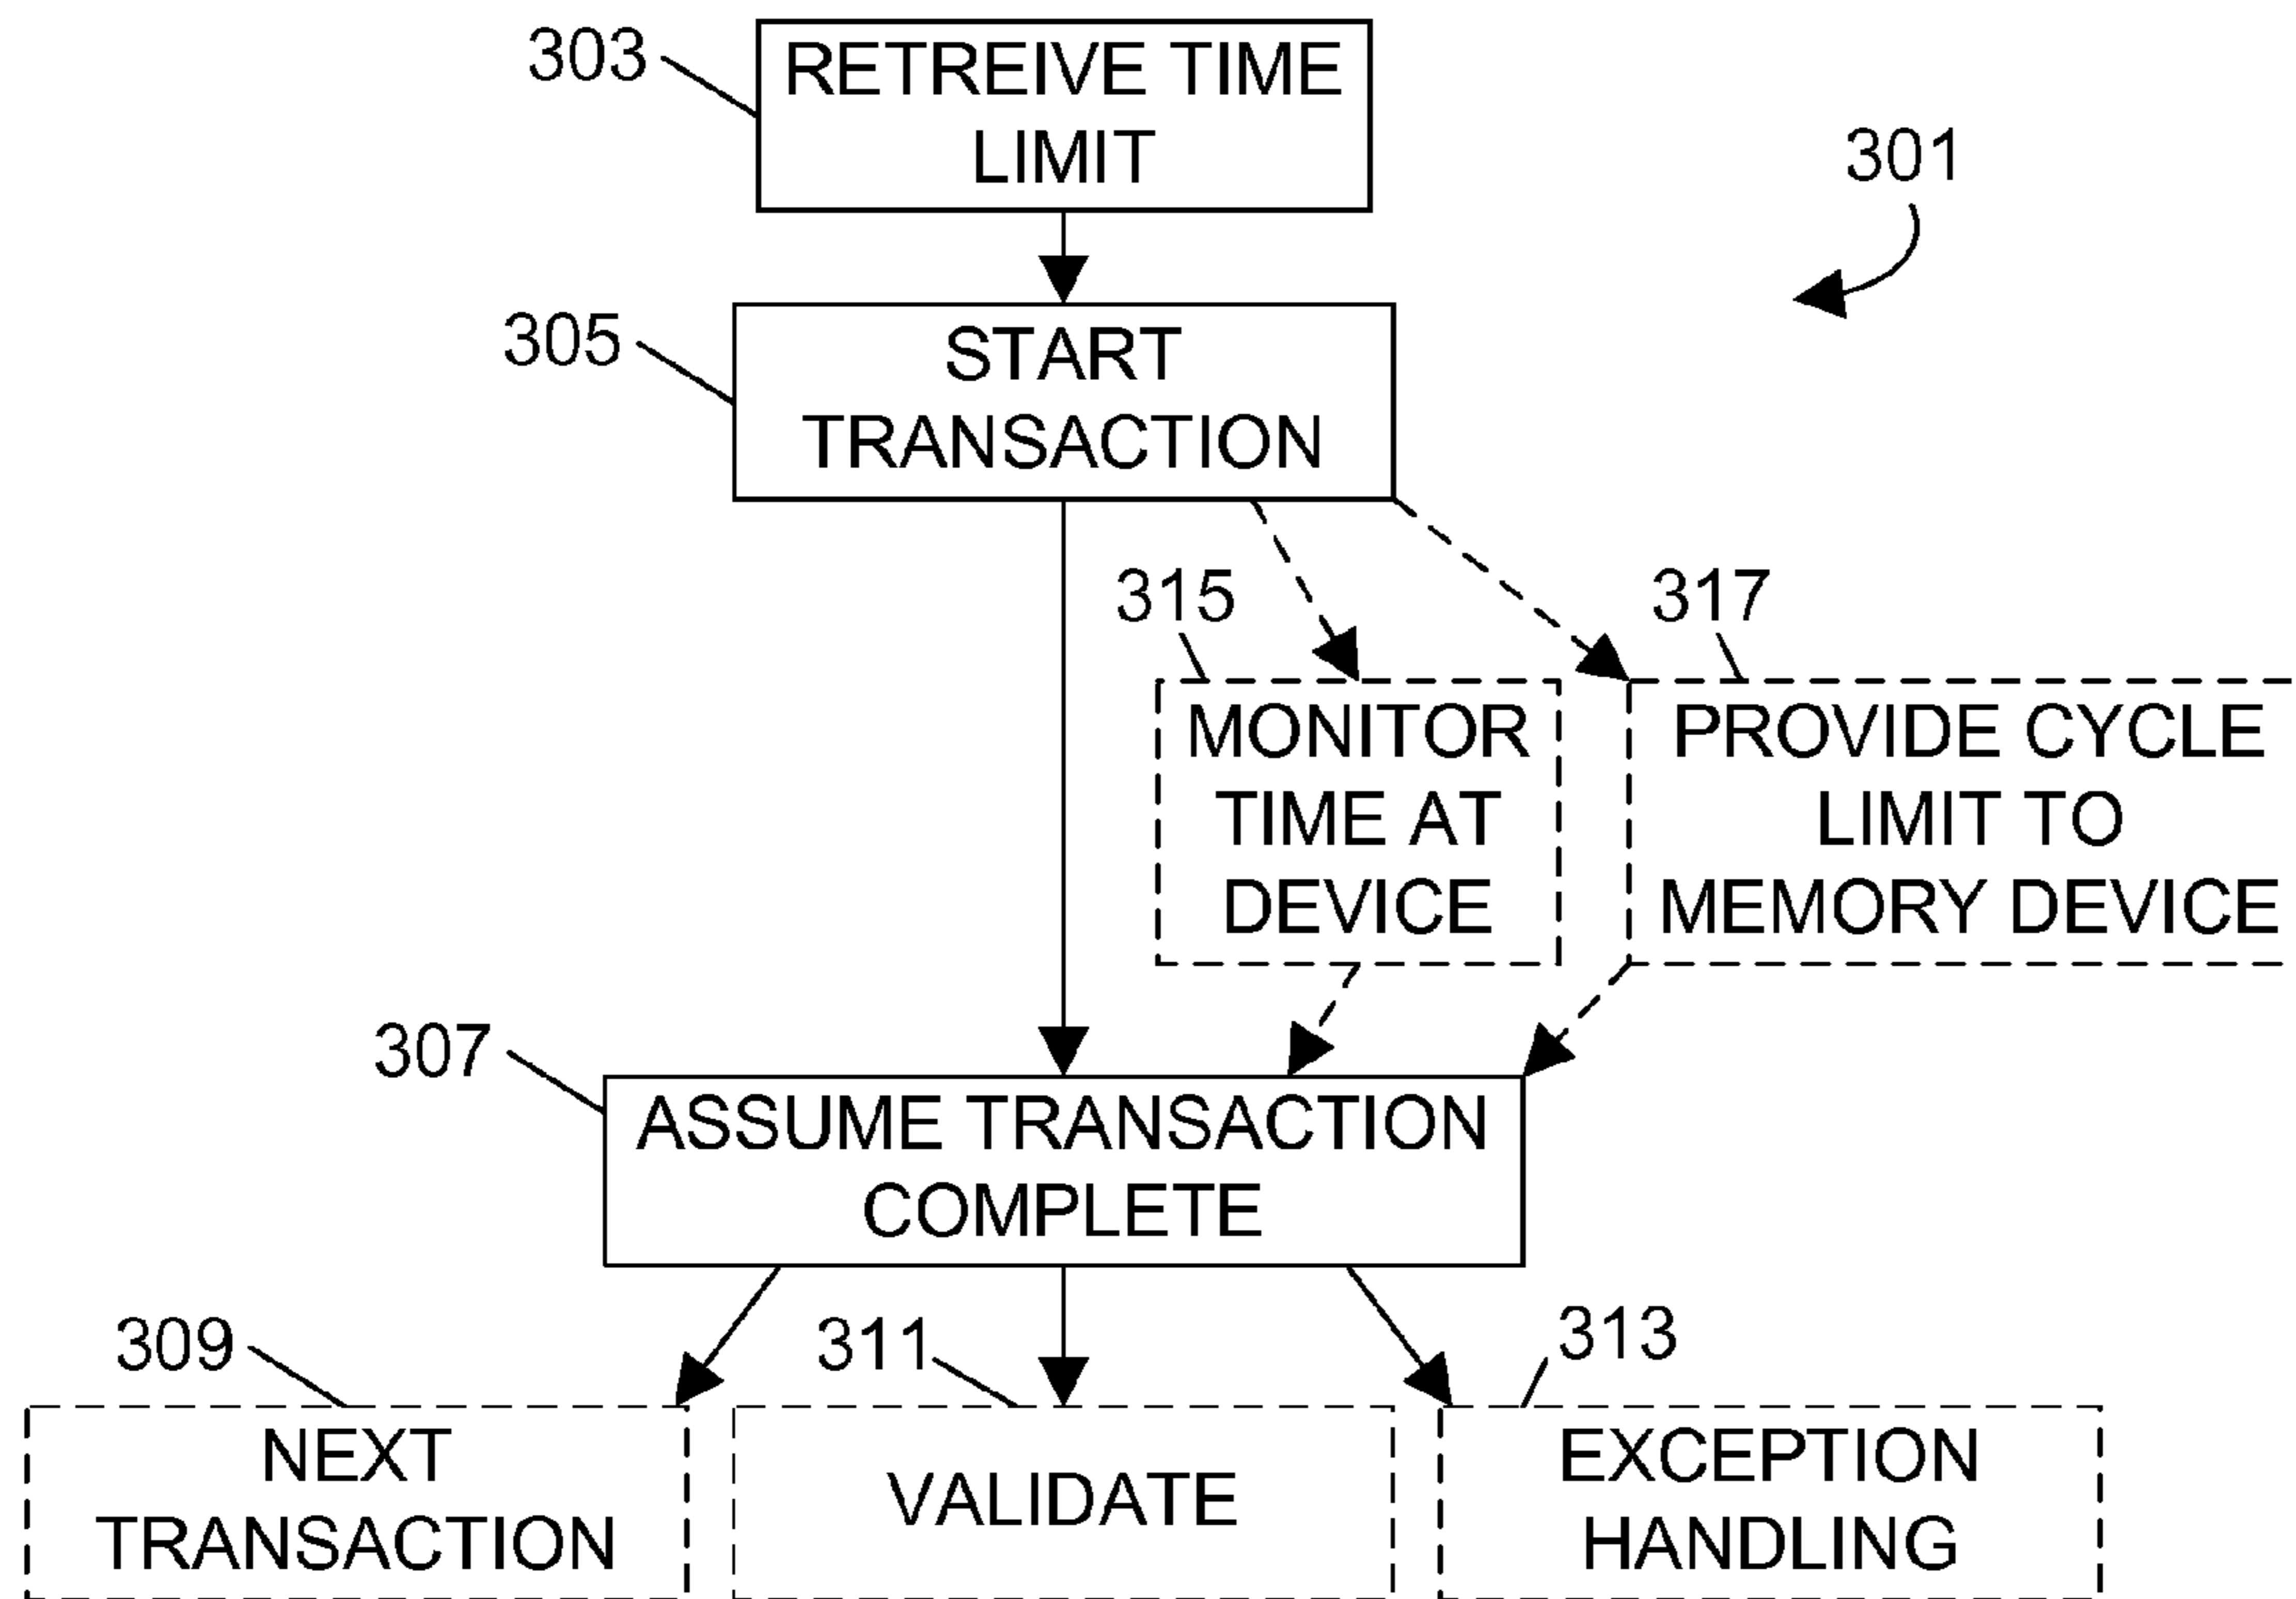 303
RETREIVE TIME
LIMIT
301
305
START
TRANSACTION
315
317
MONITOR
TIME AT
DEVICE
PROVIDE CYCLE
LIMIT TO
MEMORY DEVICE
307
ASSUME TRANSACTION
COMPLETE
309
311
313
NEXT
TRANSACTION
VALIDATE
EXCEPTION
HANDLING